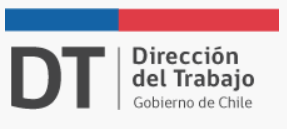 DT
Dirección
del Trabajo
Gobierno de Chile